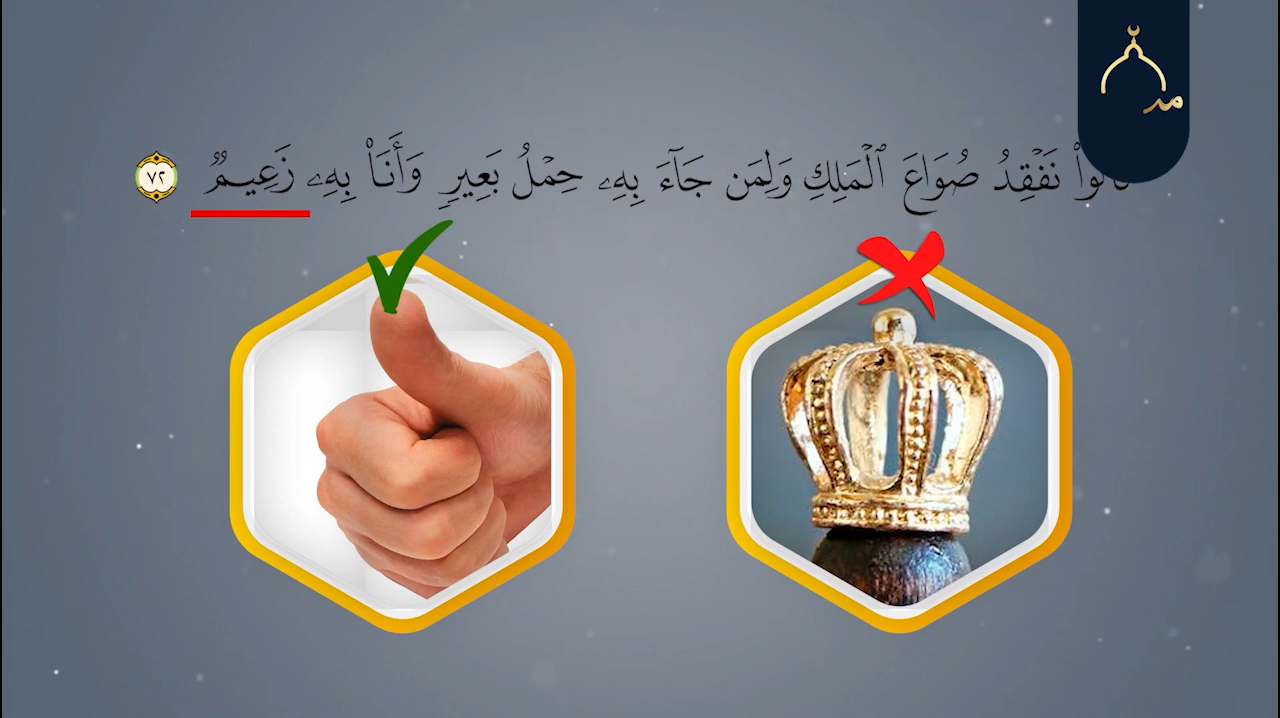 مد
نَفْقِدُ صُوَاعَ ٱلْمَلِكِ وَلِمَن جَآءَ بِهِۦ حِمْلُ بَعِيرٍ وَأَنَا۠ بِهِۦ زَعِيمٌ ٧٢